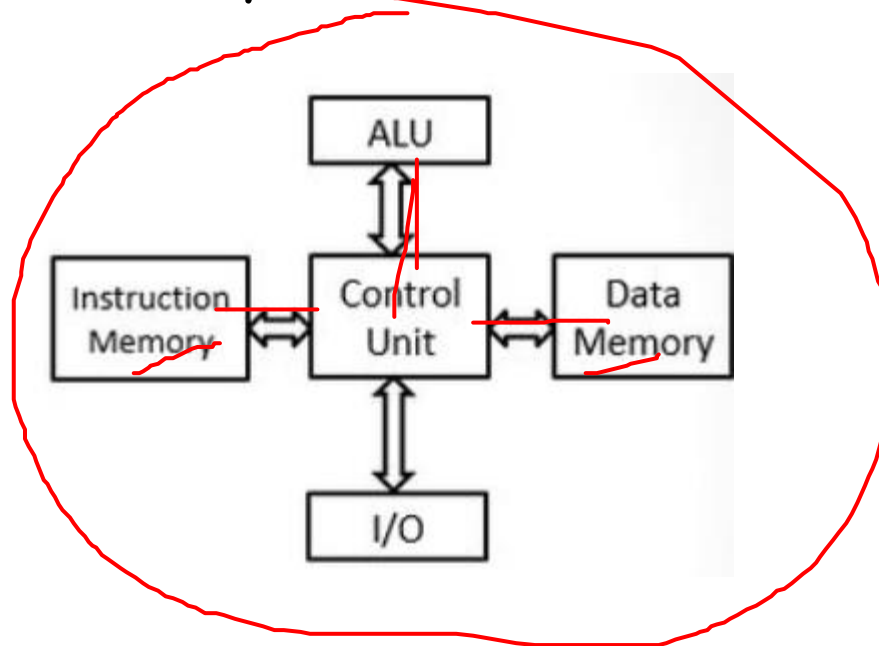 ALU
Instruction
Memory
Control
Unit
Data
Memory
I/O